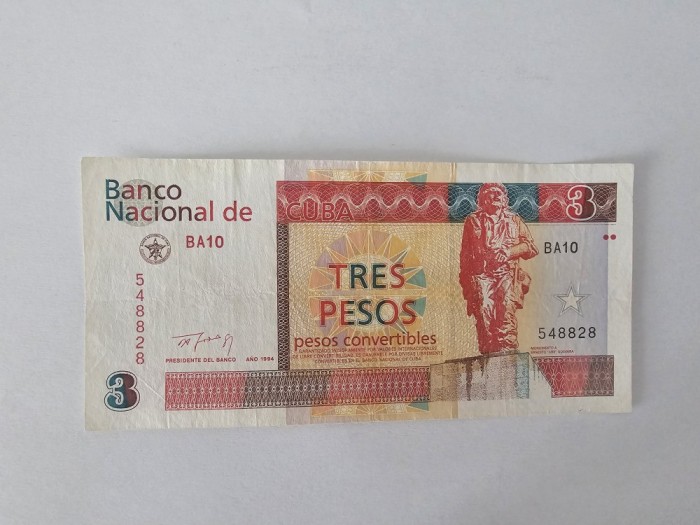 Banco
Nacional de CUBA
3
BA10
BA10
548828
TRES
PESOS
pesos convertibles
548828
PRESIDENTE DEL BANCO AÑO 1994
3